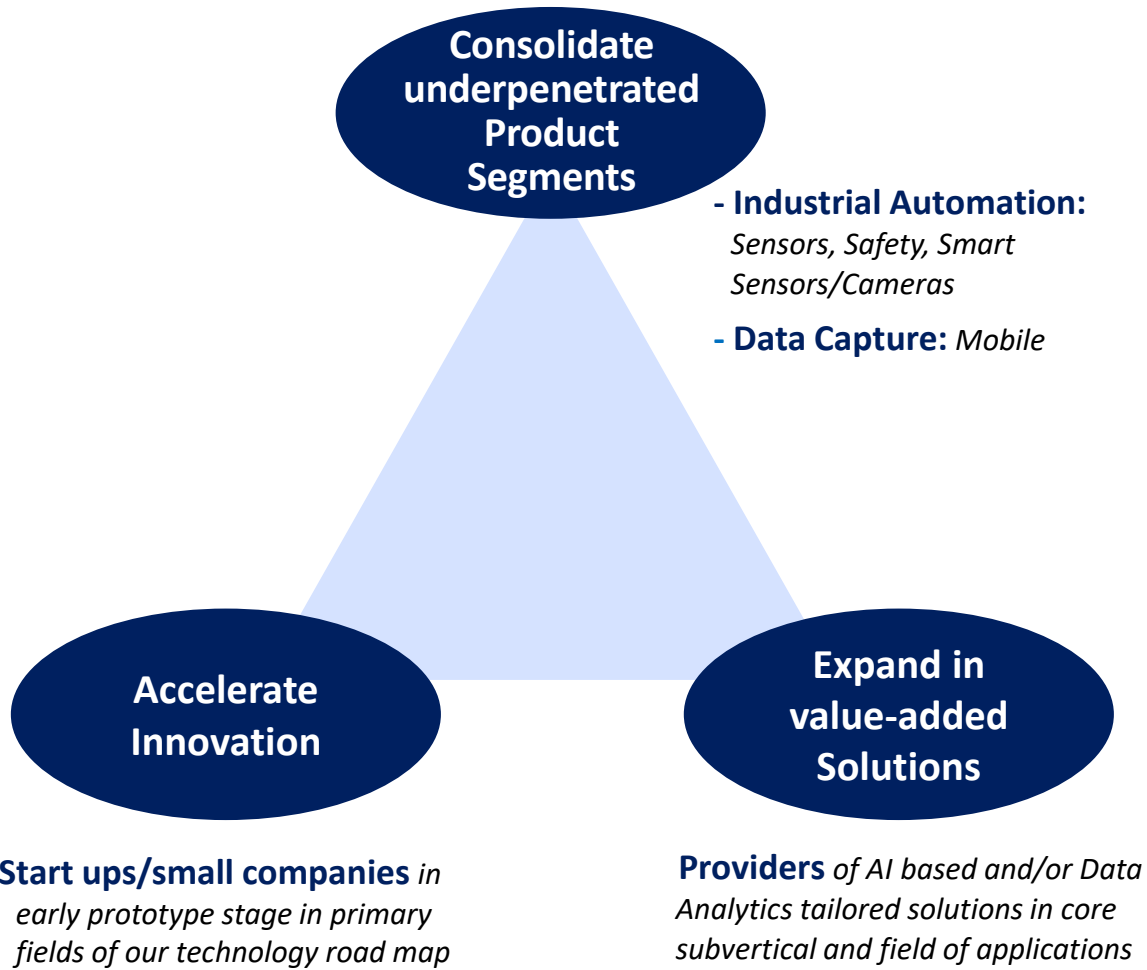 Consolidate
underpenetrated
Product
Segments
- Industrial Automation:
Sensors, Safety, Smart
Sensors/Cameras
- Data Capture: Mobile
Accelerate
Innovation
Expand in
value-added
Solutions
Start ups/small companies in
early prototype stage in primary
fields of our technology road map
Providers of AI based and/or Data
Analytics tailored solutions in core
subvertical and field of applications